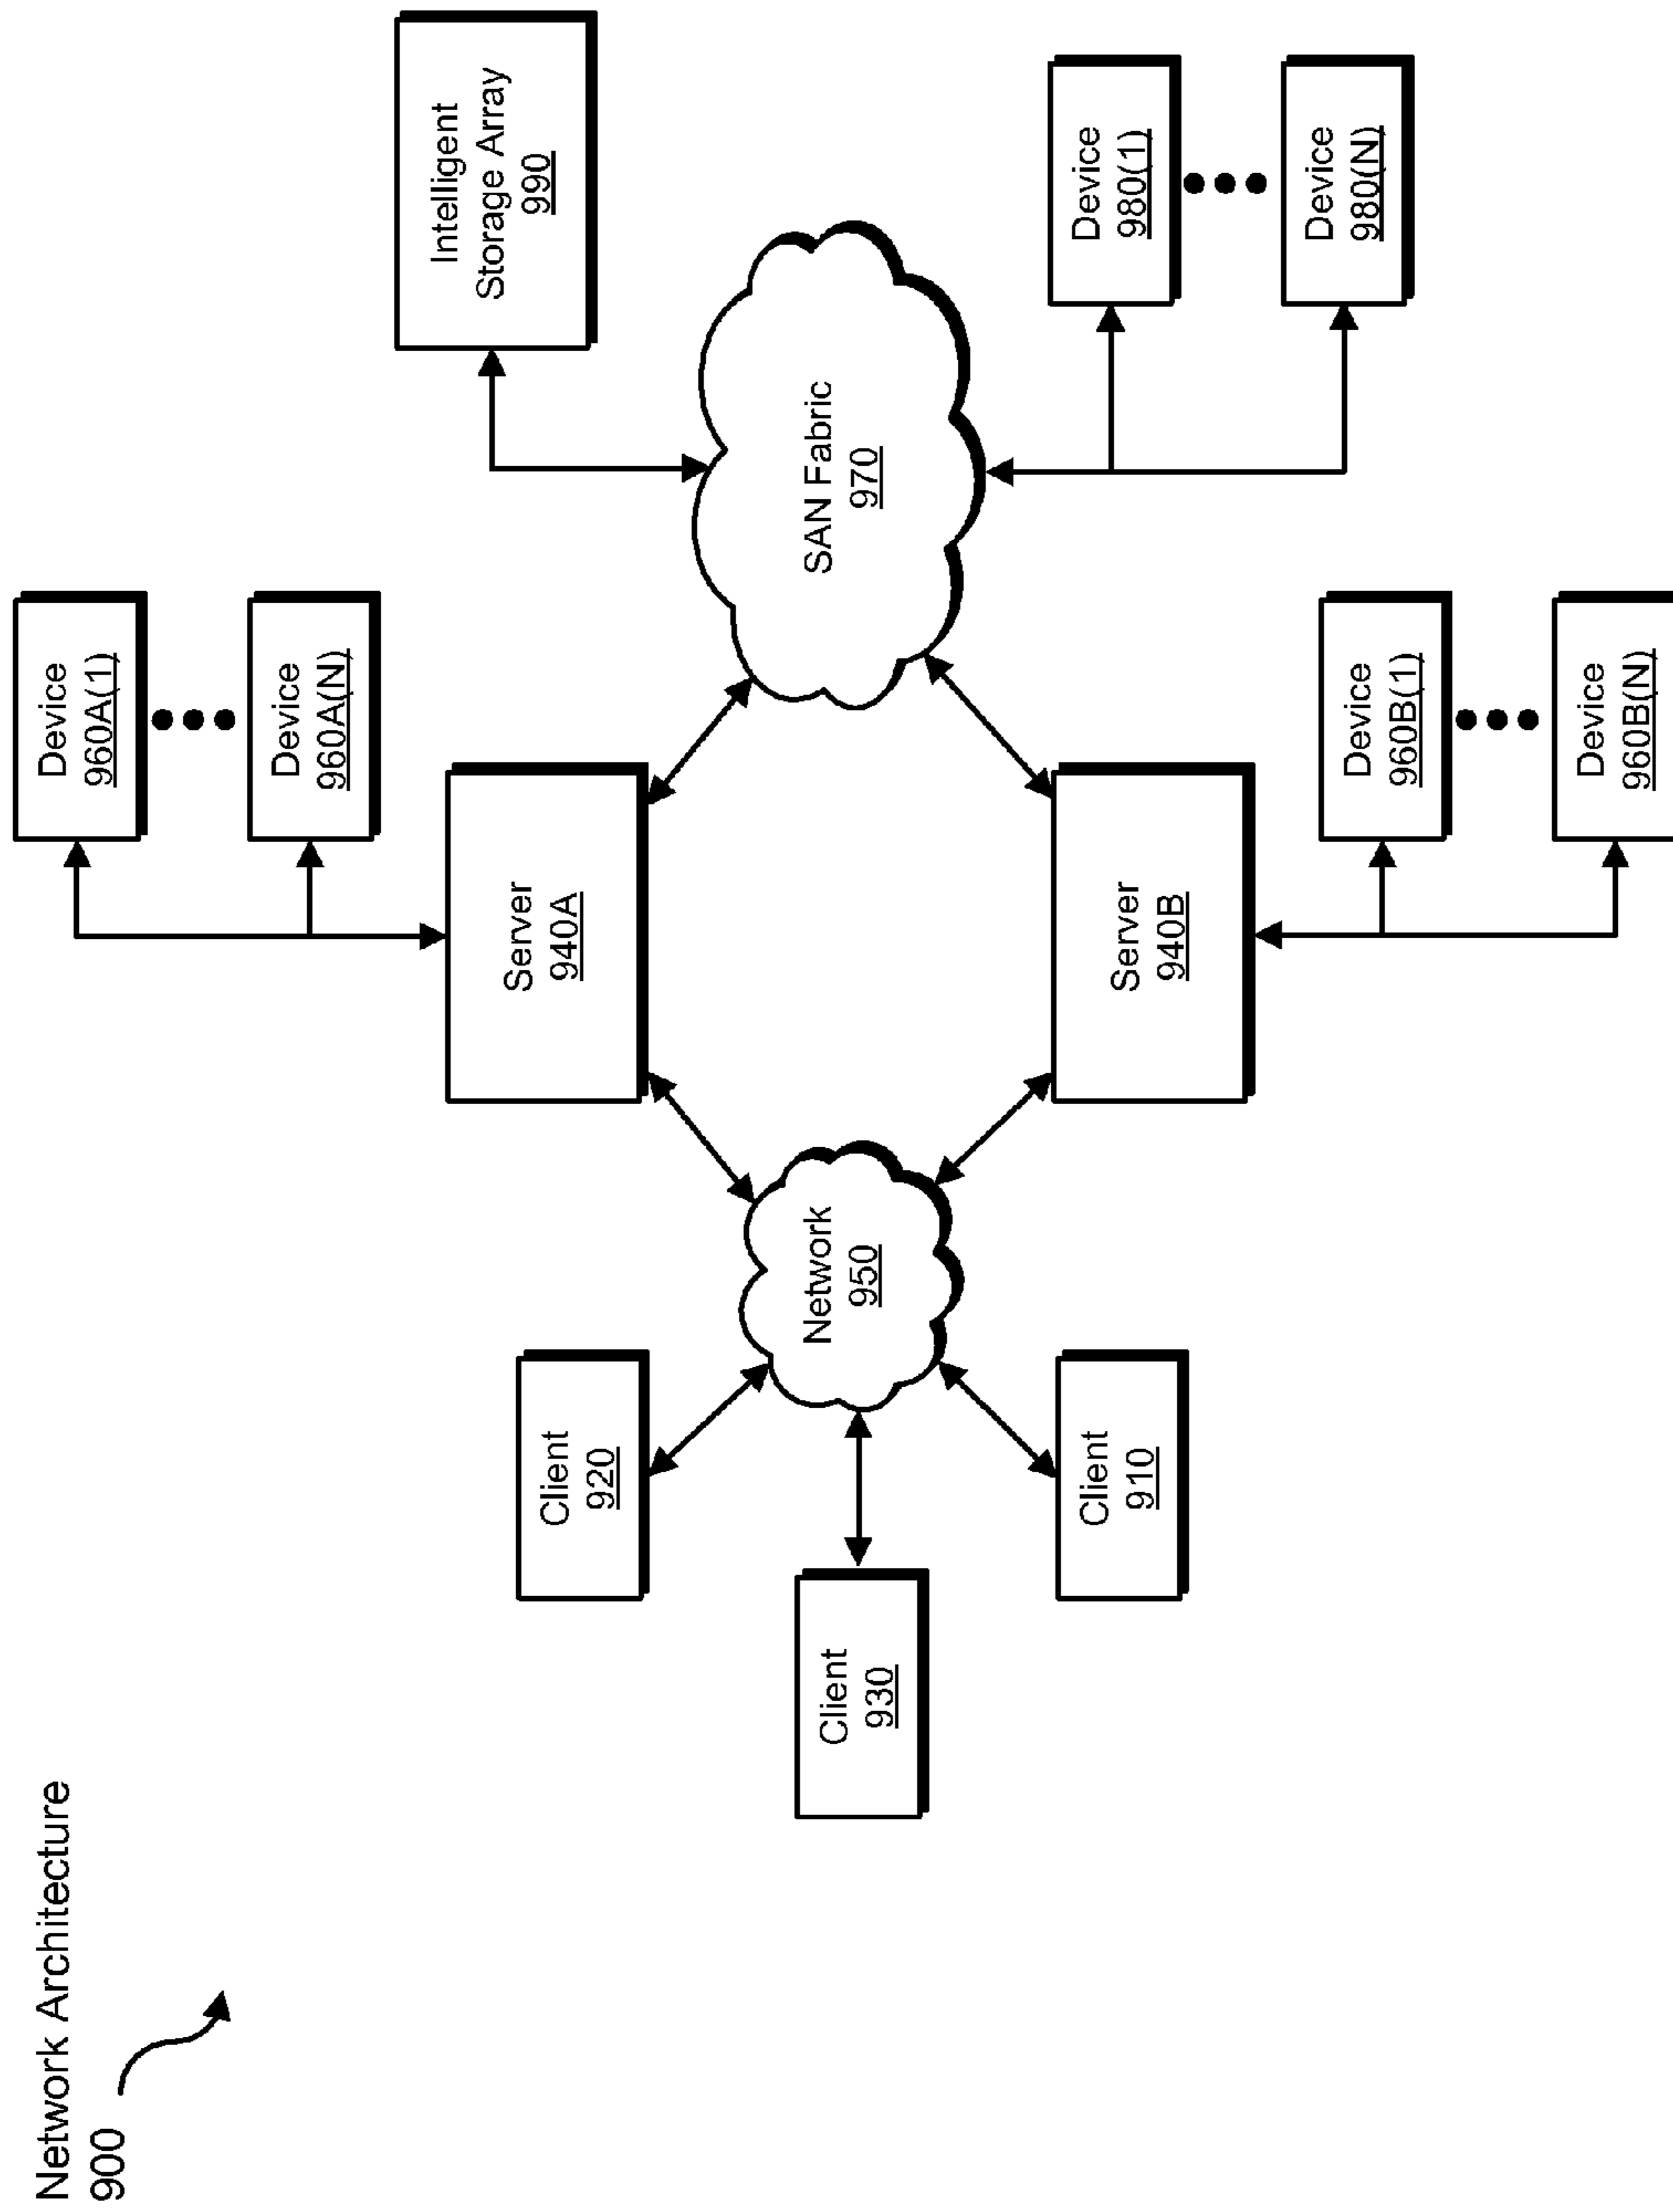 Network Architecture
900
Device
960A(1)
Device
960A(N)
Intelligent
Storage Array
990
Client
920
Server
940A
Client
930
Network
950
SAN Fabric
970
Client
910
Server
940B
Device
980(1)
Device
980(N)
Device
960B(1)
Device
960B(N)